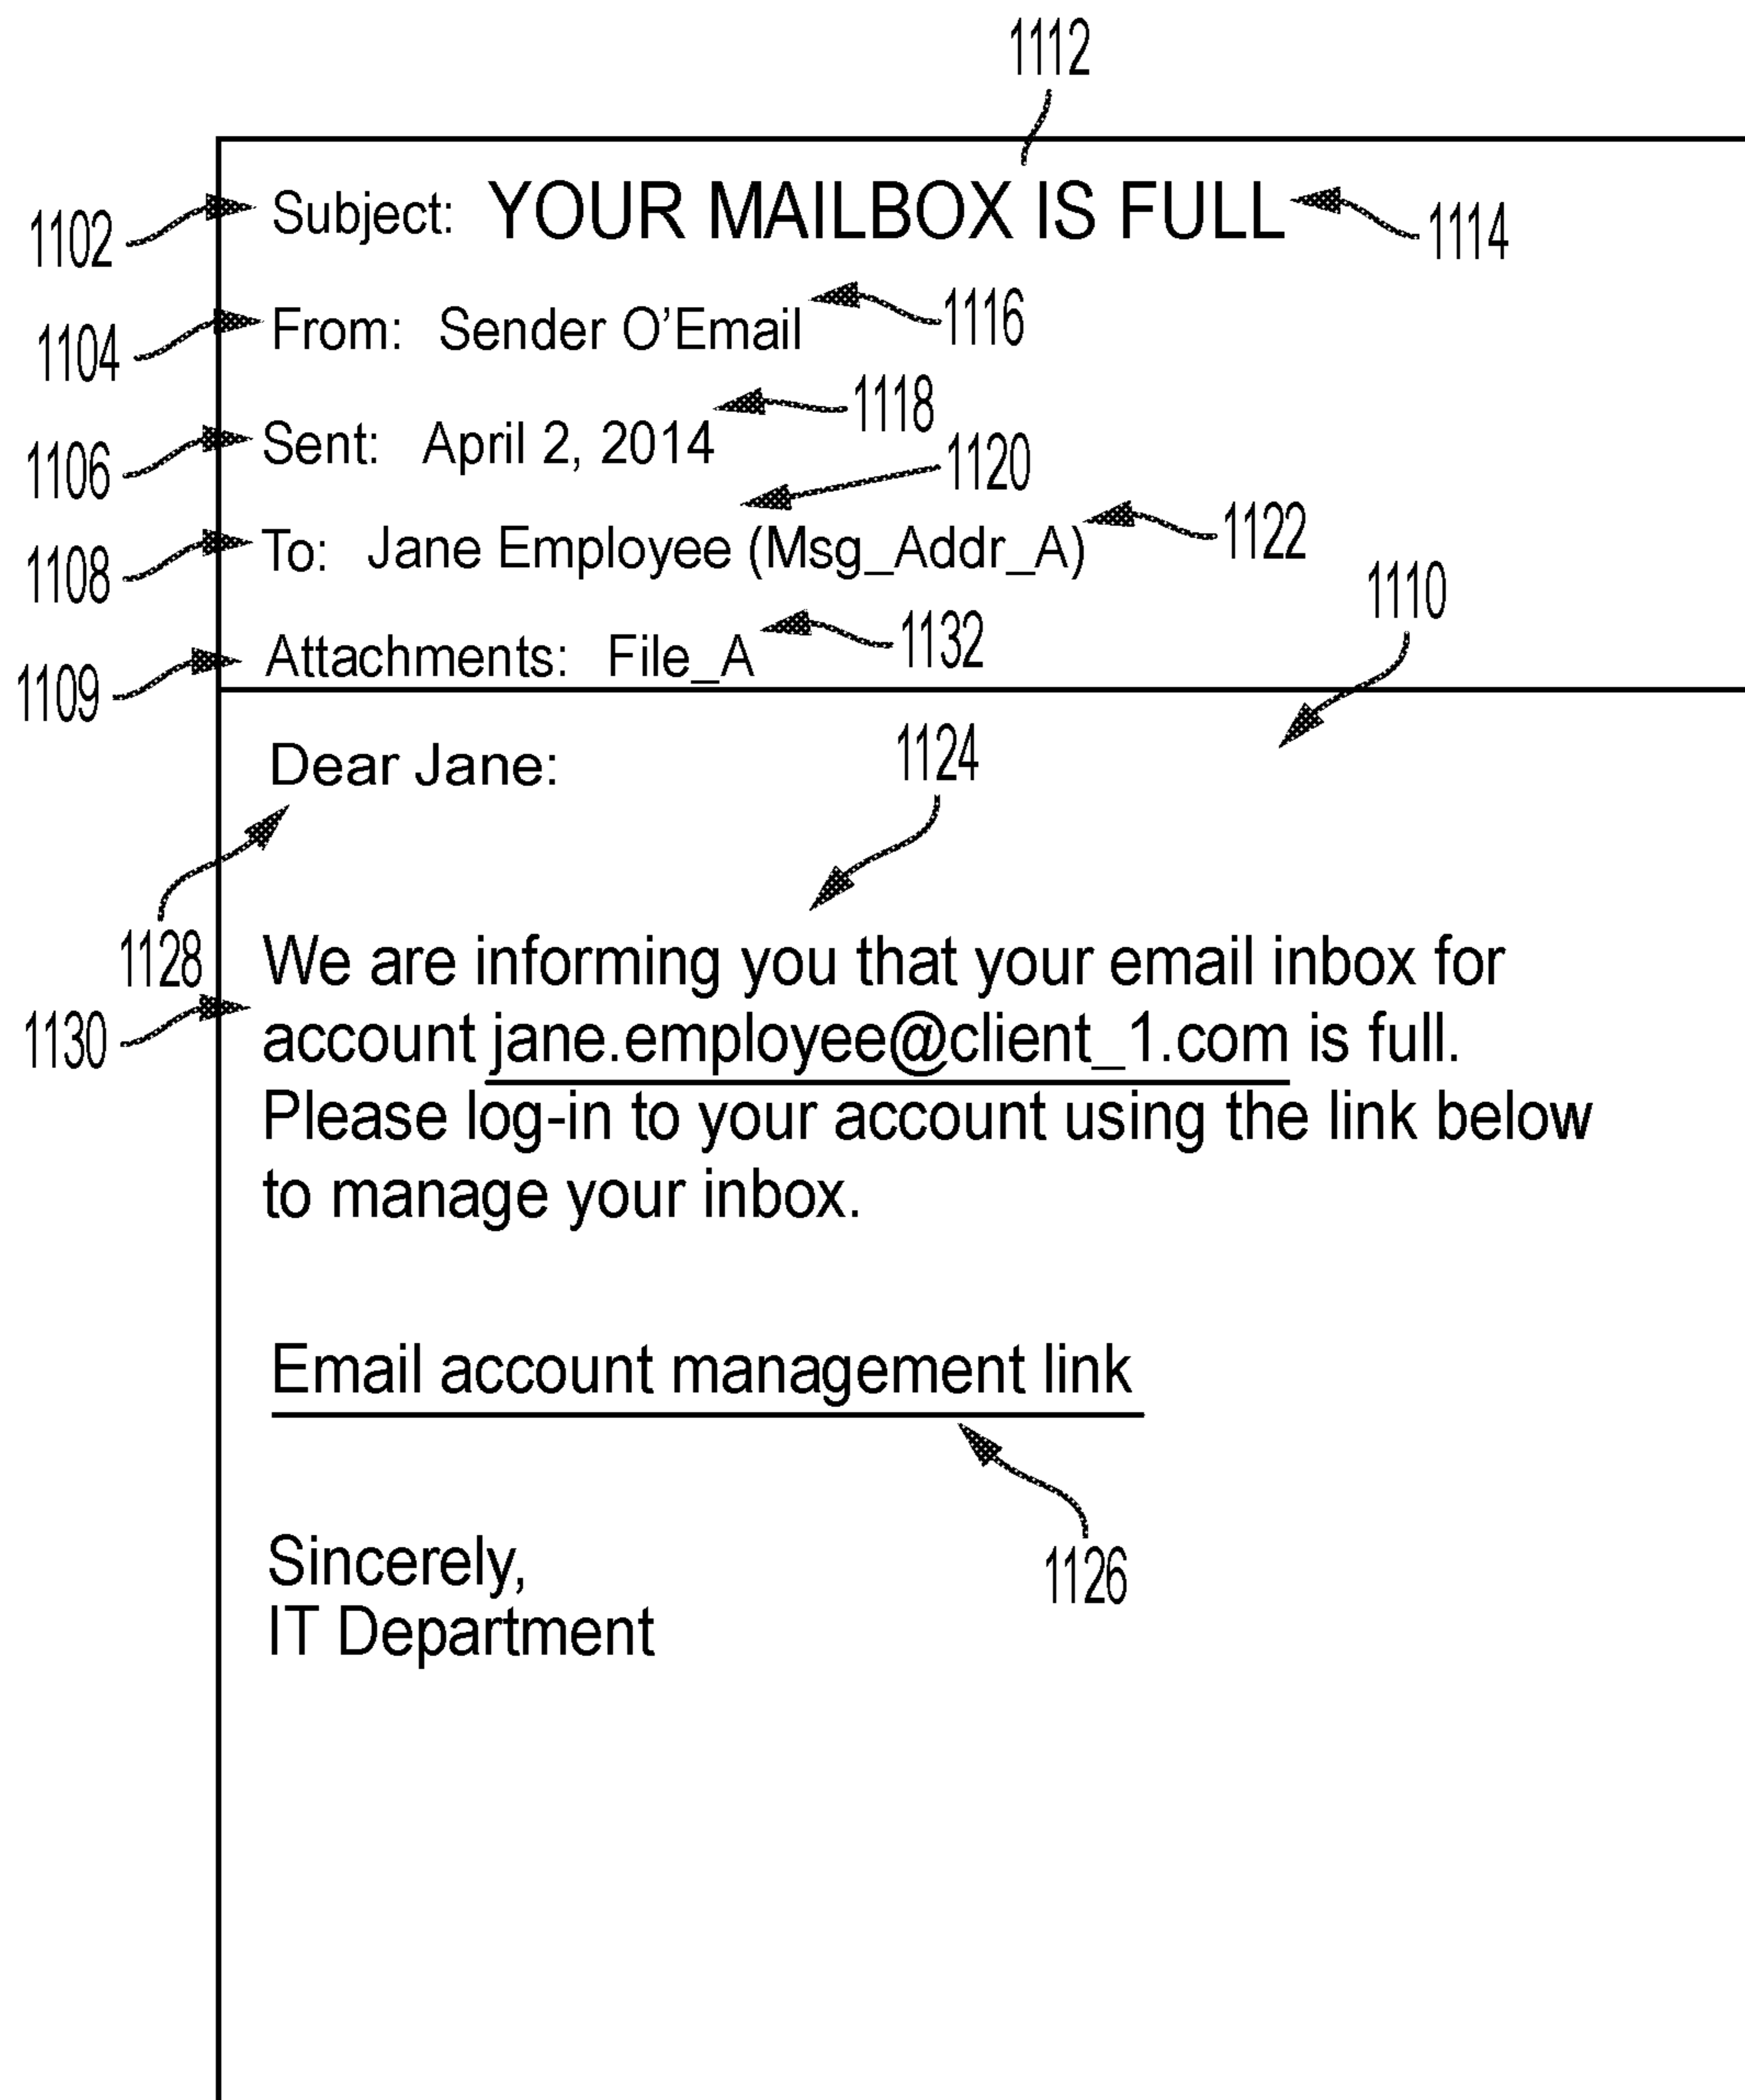 1112
1102 Subject: YOUR MAILBOX IS FULL 1114
1104 From: Sender O'Email 1116
1106 Sent: April 2, 2014 1118
1120
1108 To: Jane Employee (Msg_Addr_A) 1122
1110
1109 Attachments: File_A 1132
Dear Jane: 1124
1128 We are informing you that your email inbox for
1130 account jane.employee@client_1.com is full.
Please log-in to your account using the link below
to manage your inbox.
Email account management link
1126
Sincerely,
IT Department